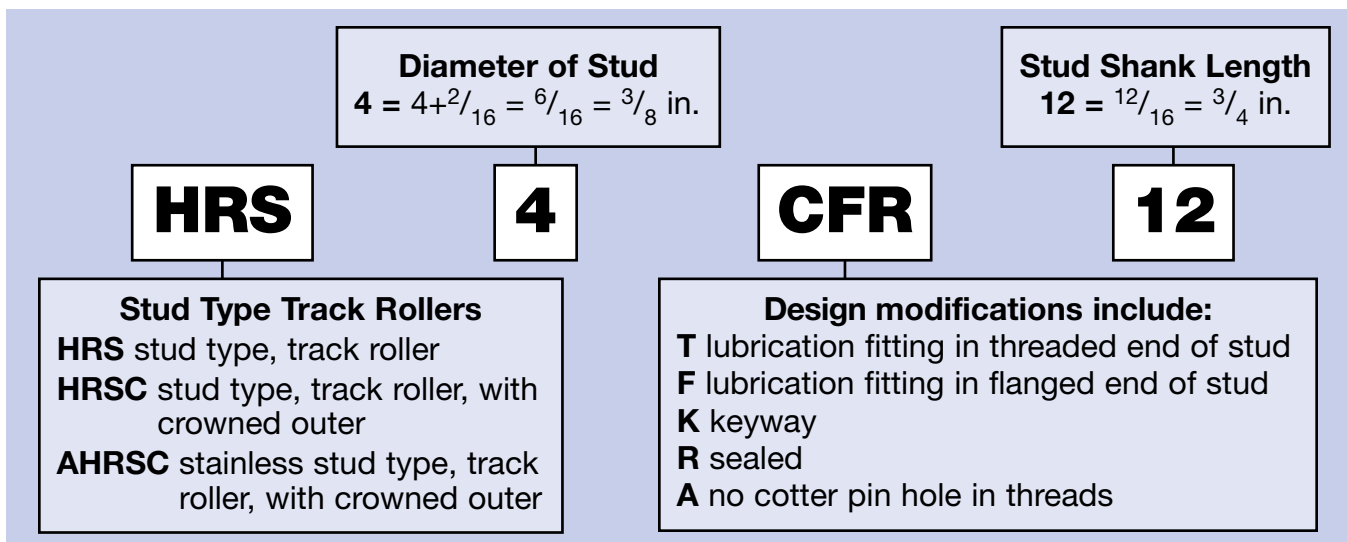 Diameter of Stud
4 = 4+2/16 = 6/16 = 3/8 in.
Stud Shank Length
12 = 12/16 = 3/4 in.
HRS
4
CFR
12
Stud Type Track Rollers
HRS stud type, track roller
HRSC stud type, track roller, with
crowned outer
AHRSC stainless stud type, track
roller, with crowned outer
Design modifications include:
T lubrication fitting in threaded end of stud
F lubrication fitting in flanged end of stud
K keyway
R sealed
A no cotter pin hole in threads